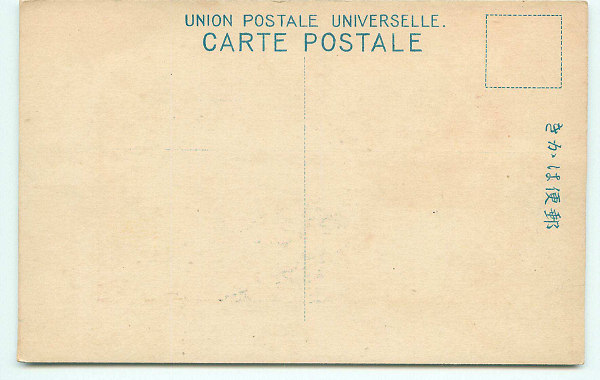 UNION POSTALE UNIVERSELLE.
CARTE POSTALE
郵便はかき